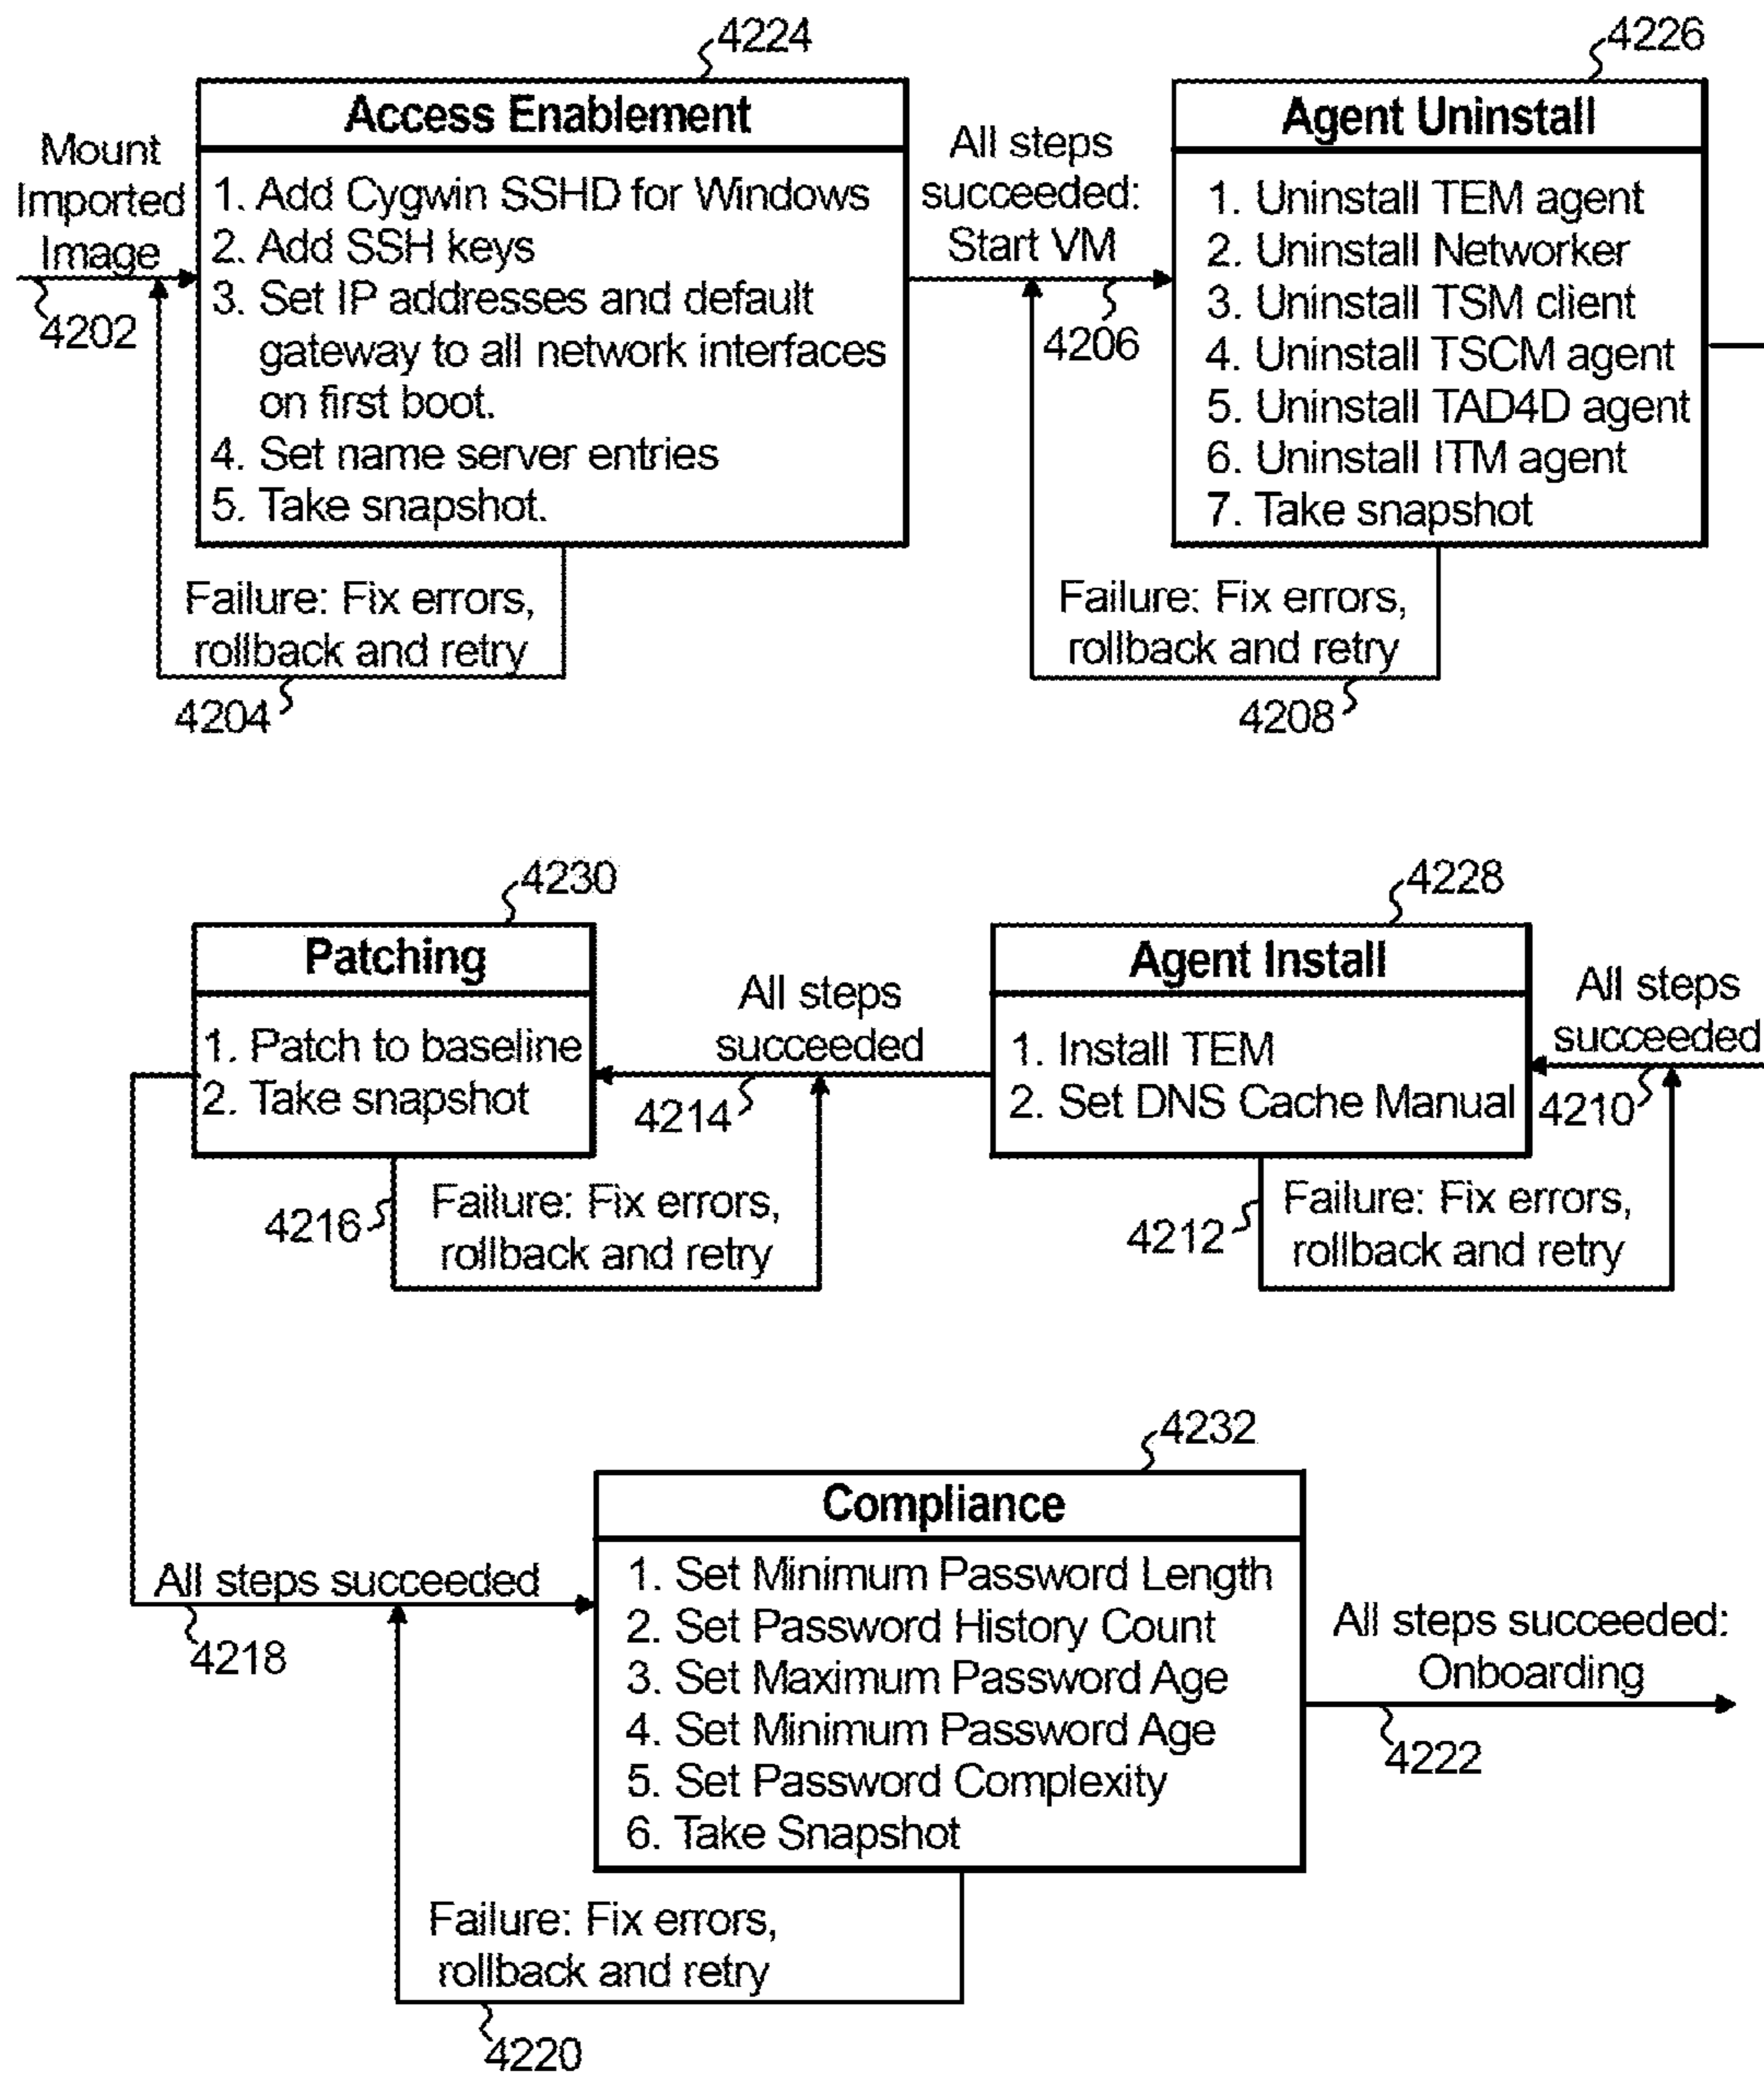 4224
Access Enablement
Mount
Imported
Image
4202
1. Add Cygwin SSHD for Windows
2. Add SSH keys
3. Set IP addresses and default
gateway to all network interfaces
on first boot.
4. Set name server entries
5. Take snapshot.
Failure: Fix errors,
rollback and retry
4204
All steps
succeeded:
Start VM
4206
4226
Agent Uninstall
1. Uninstall TEM agent
2. Uninstall Networker
3. Uninstall TSM client
4. Uninstall TSCM agent
5. Uninstall TAD4D agent
6. Uninstall ITM agent
7. Take snapshot
Failure: Fix errors,
rollback and retry
4208
All steps
succeeded
4210
4228
Agent Install
1. Install TEM
2. Set DNS Cache Manual
4212
Failure: Fix errors,
rollback and retry
All steps
succeeded
4214
4230
Patching
1. Patch to baseline
2. Take snapshot
4216
Failure: Fix errors,
rollback and retry
All steps succeeded
4218
4232
Compliance
1. Set Minimum Password Length
2. Set Password History Count
3. Set Maximum Password Age
4. Set Minimum Password Age
5. Set Password Complexity
6. Take Snapshot
Failure: Fix errors,
rollback and retry
4220
All steps succeeded:
Onboarding
4222